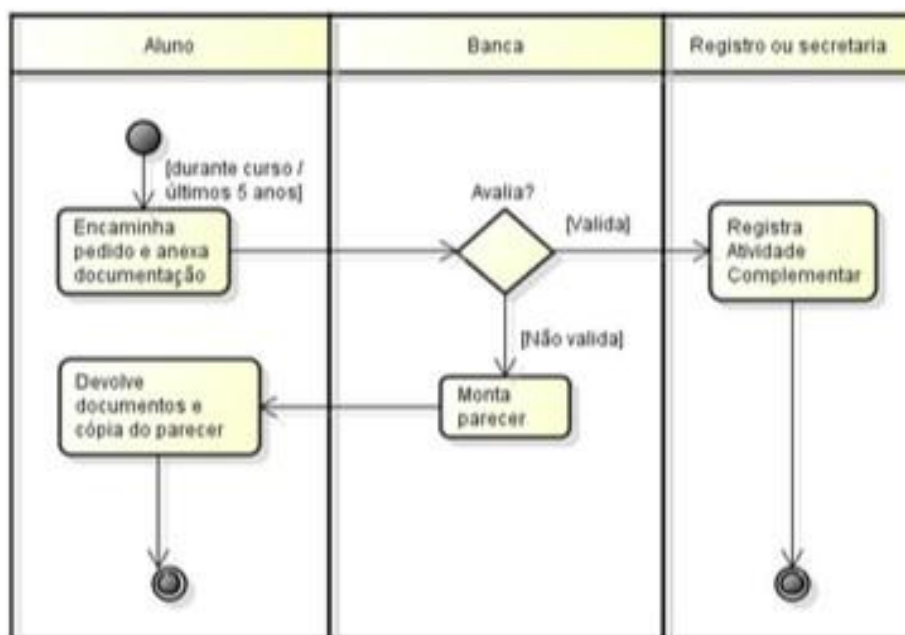 Aluno
Banca
Registro ou secretaria
[durante curso /
últimos 5 anos]
Encaminha
pedido e anexa
documentação
Avalia?
[Valida]
Registra
Atividade
Complementar
[Não valida]
Monta
parecer
Devolve
documentos e
cópia do parecer